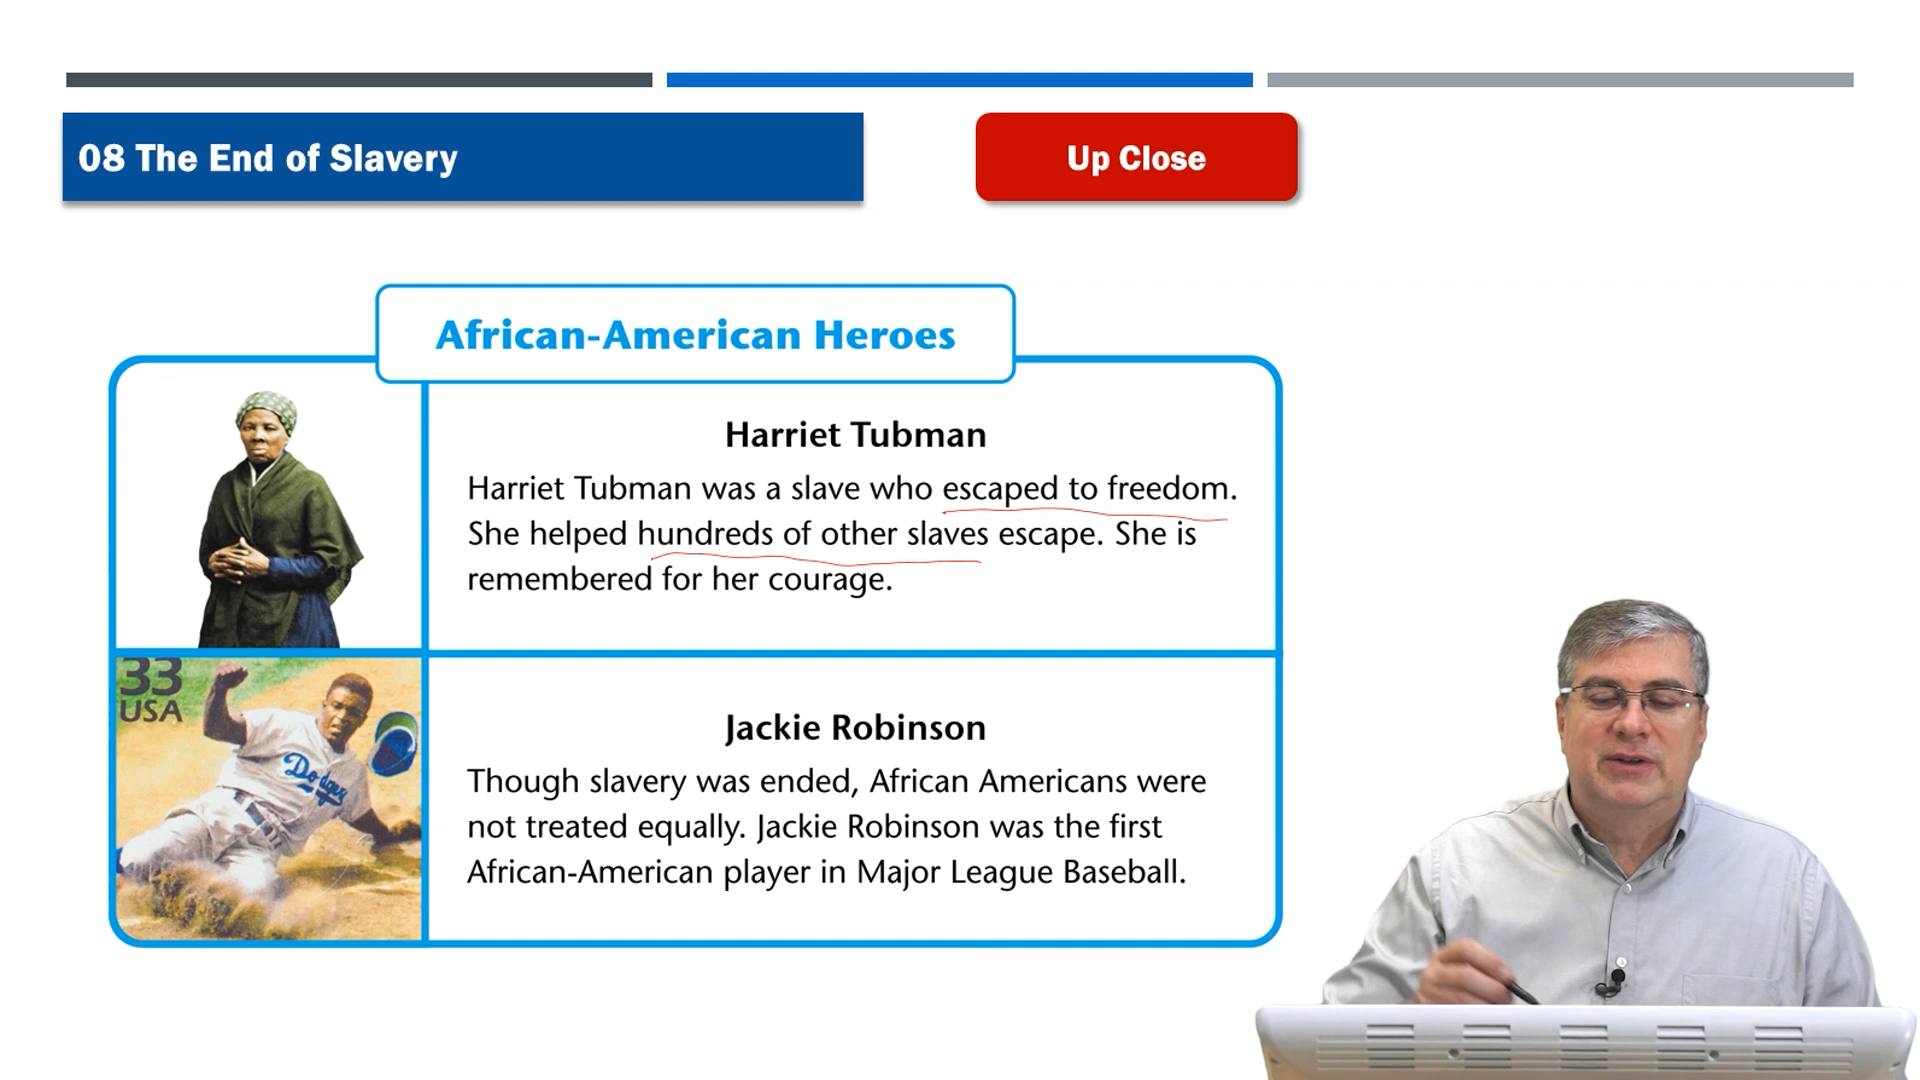 08 The End of Slavery
Up Close
African-American Heroes
Harriet Tubman
Harriet Tubman was a slave who escaped to freedom.
She helped hundreds of other slaves escape. She is
remembered for her courage.
33
USA
Dodgers
Jackie Robinson
Though slavery was ended, African Americans were
not treated equally. Jackie Robinson was the first
African-American player in Major League Baseball.